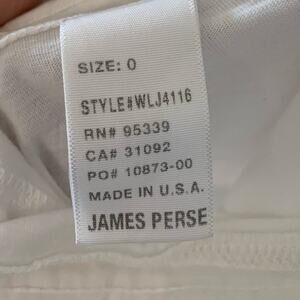 SIZE: 0
STYLE#WLJ4116
RN# 95339
CA# 31092
PO# 10873-00
MADE IN U.S.A.
JAMES PERSE